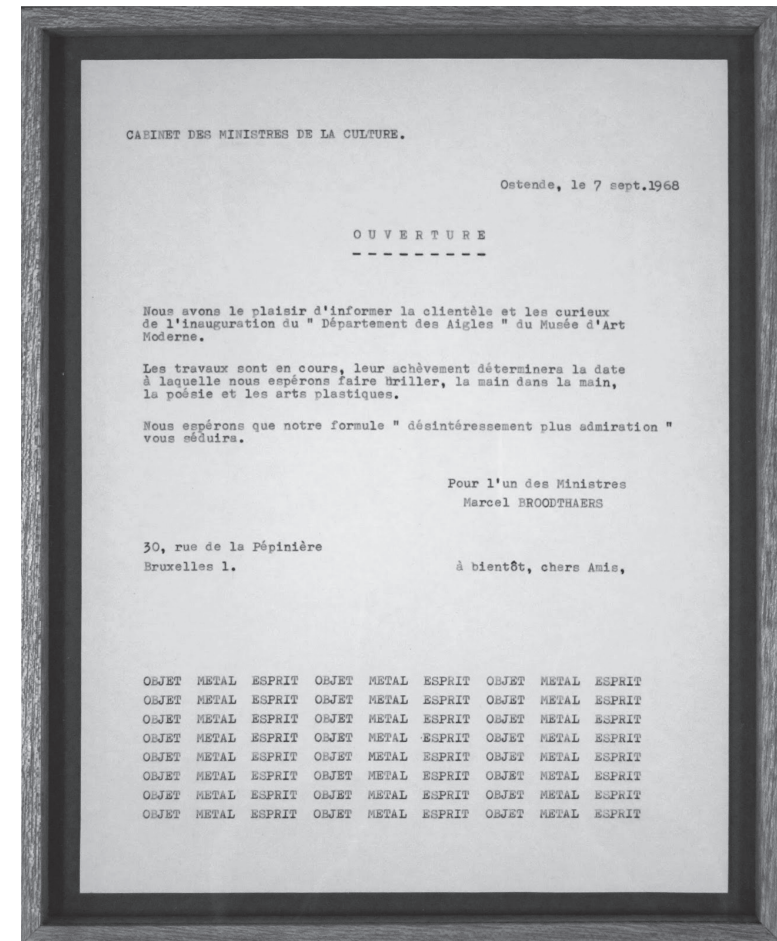 CABINET DES MINISTRES DE LA CULTURE.
Ostende, le 7 sept.1968
O U V E R T U R E
- - - - - - - - -
Nous avons le plaisir d'informer la clientèle et les curieux
de l'inauguration du " Département des Aigles " du Musée d'Art
Moderne.
Les travaux sont en cours, leur achèvement déterminera la date
à laquelle nous espérons faire briller, la main dans la main,
la poésie et les arts plastiques.
Nous espérons que notre formule " désintéressement plus admiration "
vous séduira.
Pour l'un des Ministres
Marcel BROODTHAERS
30, rue de la Pépinière
Bruxelles 1.
à bientôt, chers Amis,
OBJET METAL ESPRIT OBJET METAL ESPRIT OBJET METAL ESPRIT
OBJET METAL ESPRIT OBJET METAL ESPRIT OBJET METAL ESPRIT
OBJET METAL ESPRIT OBJET METAL ESPRIT OBJET METAL ESPRIT
OBJET METAL ESPRIT OBJET METAL ESPRIT OBJET METAL ESPRIT
OBJET METAL ESPRIT OBJET METAL ESPRIT OBJET METAL ESPRIT
OBJET METAL ESPRIT OBJET METAL ESPRIT OBJET METAL ESPRIT
OBJET METAL ESPRIT OBJET METAL ESPRIT OBJET METAL ESPRIT
OBJET METAL ESPRIT OBJET METAL ESPRIT OBJET METAL ESPRIT